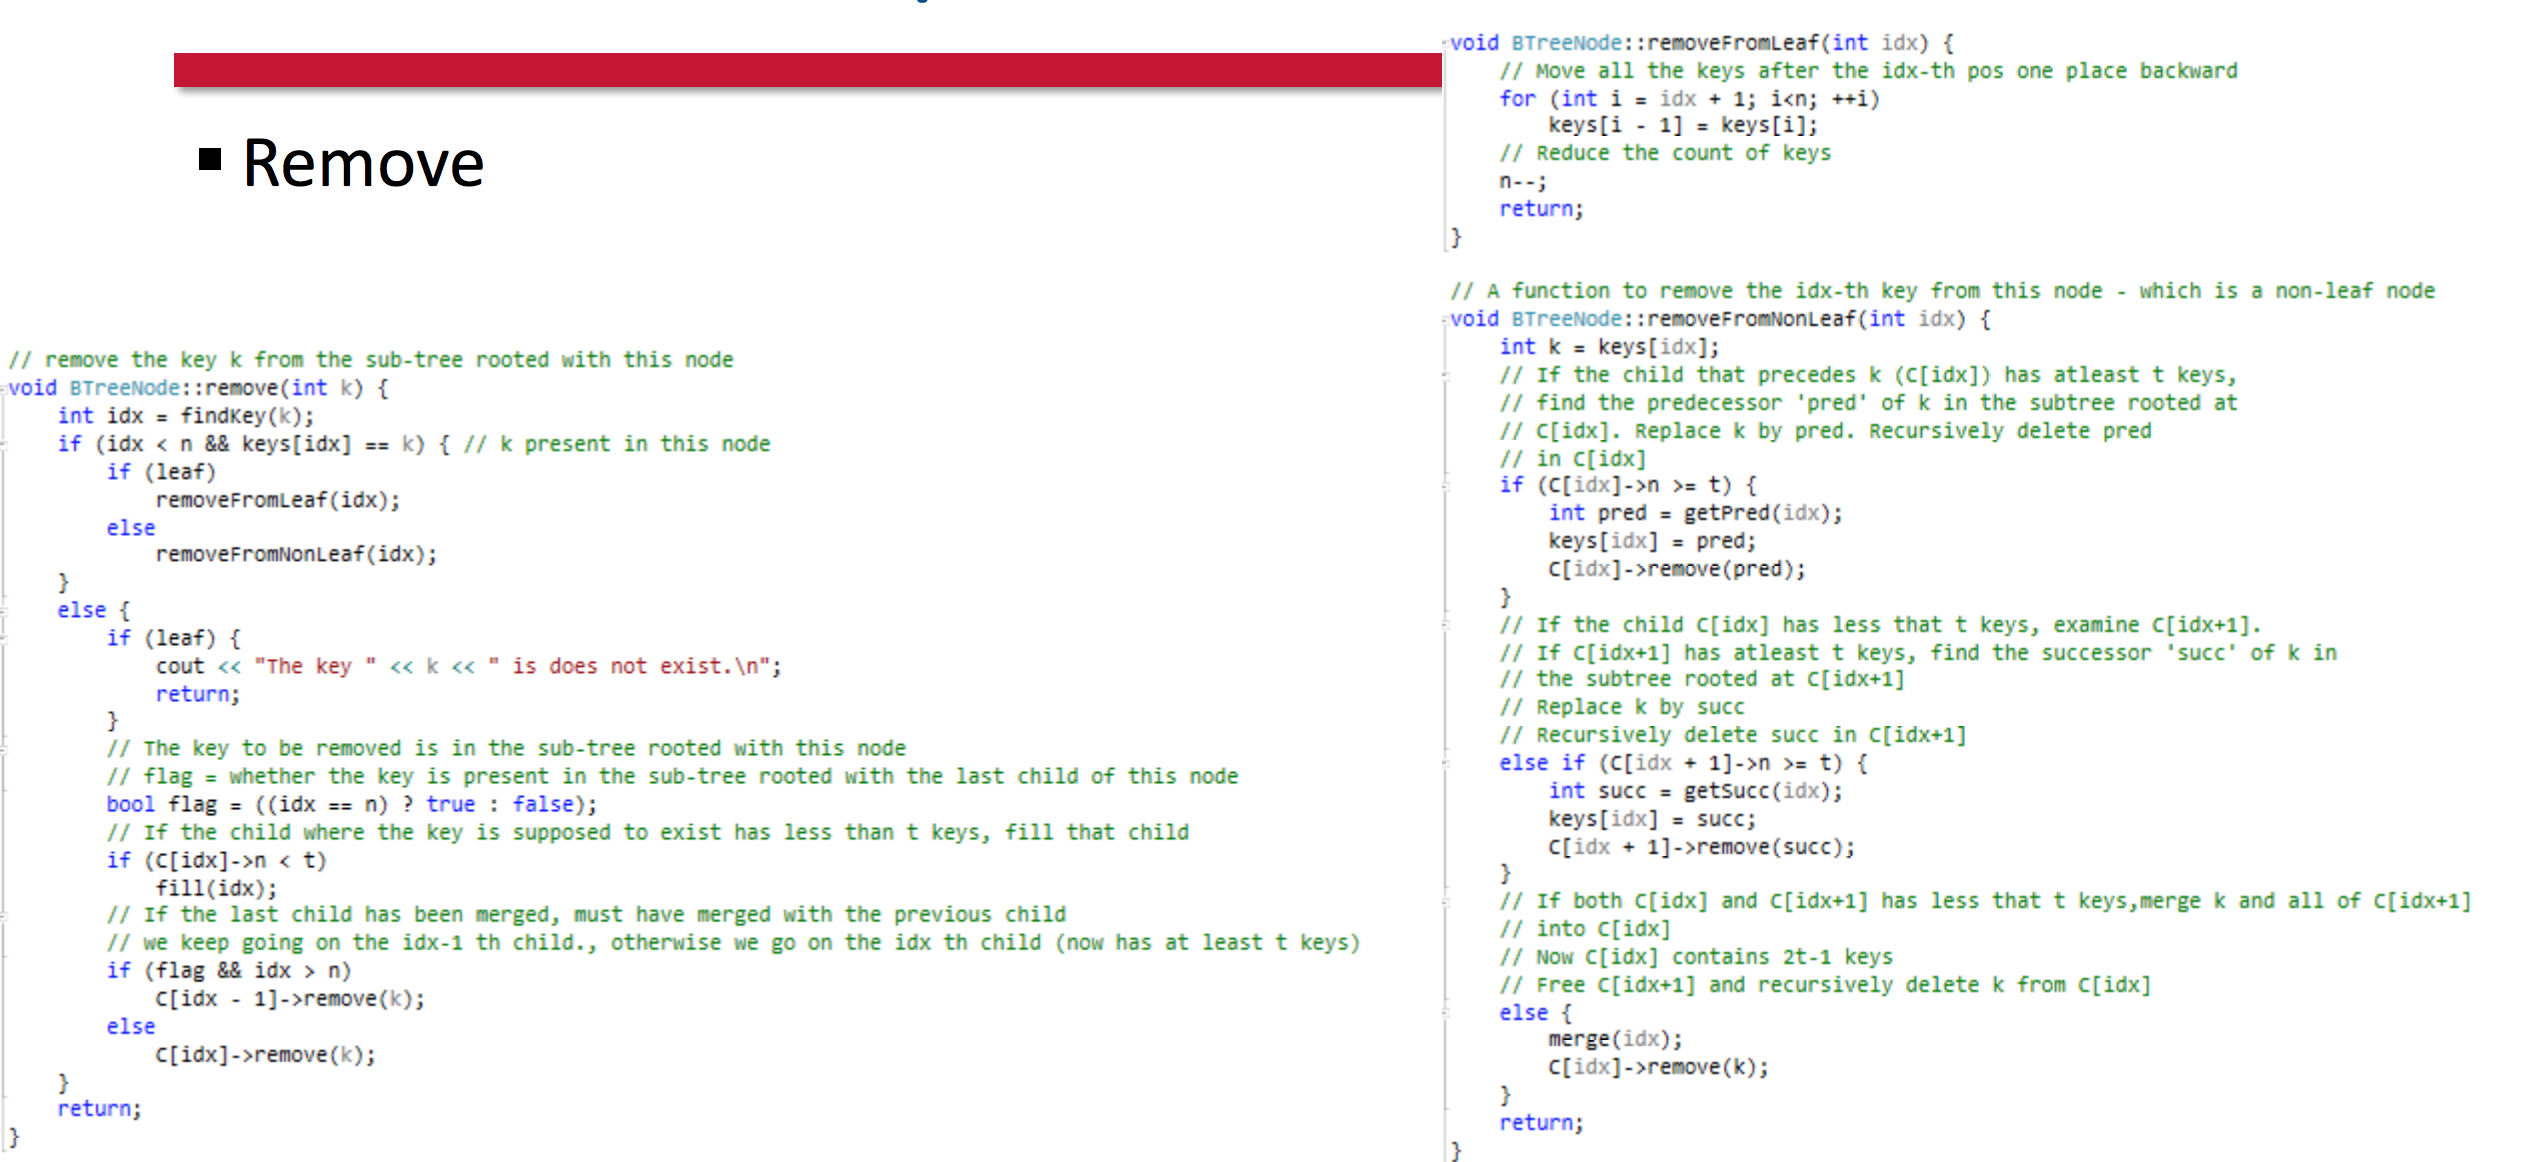 Remove
// remove the key k from the sub-tree rooted with this node
void BTreeNode::remove(int k) {
    int idx = findKey(k);
    if (idx < n && keys[idx] == k) { // k present in this node
        if (leaf)
            removeFromLeaf(idx);
        else
            removeFromNonLeaf(idx);
    }
    else {
        if (leaf) {
            cout << "The key " << k << " is does not exist.\n";
            return;
        }
        // The key to be removed is in the sub-tree rooted with this node
        // flag = whether the key is present in the sub-tree rooted with the last child of this node
        bool flag = ((idx == n) ? true : false);
        // If the child where the key is supposed to exist has less than t keys, fill that child
        if (C[idx]->n < t)
            fill(idx);
        // If the last child has been merged, must have merged with the previous child
        // we keep going on the idx-1 th child., otherwise we go on the idx th child (now has at least t keys)
        if (flag && idx > n)
            C[idx - 1]->remove(k);
        else
            C[idx]->remove(k);
    }
    return;
}
void BTreeNode::removeFromLeaf(int idx) {
    // Move all the keys after the idx-th pos one place backward
    for (int i = idx + 1; i<n; ++i)
        keys[i - 1] = keys[i];
    // Reduce the count of keys
    n--;
    return;
}
// A function to remove the idx-th key from this node - which is a non-leaf node
void BTreeNode::removeFromNonLeaf(int idx) {
    int k = keys[idx];
    // If the child that precedes k (C[idx]) has atleast t keys,
    // find the predecessor 'pred' of k in the subtree rooted at
    // C[idx]. Replace k by pred. Recursively delete pred
    // in C[idx]
    if (C[idx]->n >= t) {
        int pred = getPred(idx);
        keys[idx] = pred;
        C[idx]->remove(pred);
    }
    // If the child C[idx] has less that t keys, examine C[idx+1].
    // If C[idx+1] has atleast t keys, find the successor 'succ' of k in
    // the subtree rooted at C[idx+1]
    // Replace k by succ
    // Recursively delete succ in C[idx+1]
    else if (C[idx + 1]->n >= t) {
        int succ = getSucc(idx);
        keys[idx] = succ;
        C[idx + 1]->remove(succ);
    }
    // If both C[idx] and C[idx+1] has less that t keys,merge k and all of C[idx+1]
    // into C[idx]
    // Now C[idx] contains 2t-1 keys
    // Free C[idx+1] and recursively delete k from C[idx]
    else {
        merge(idx);
        C[idx]->remove(k);
    }
    return;
}